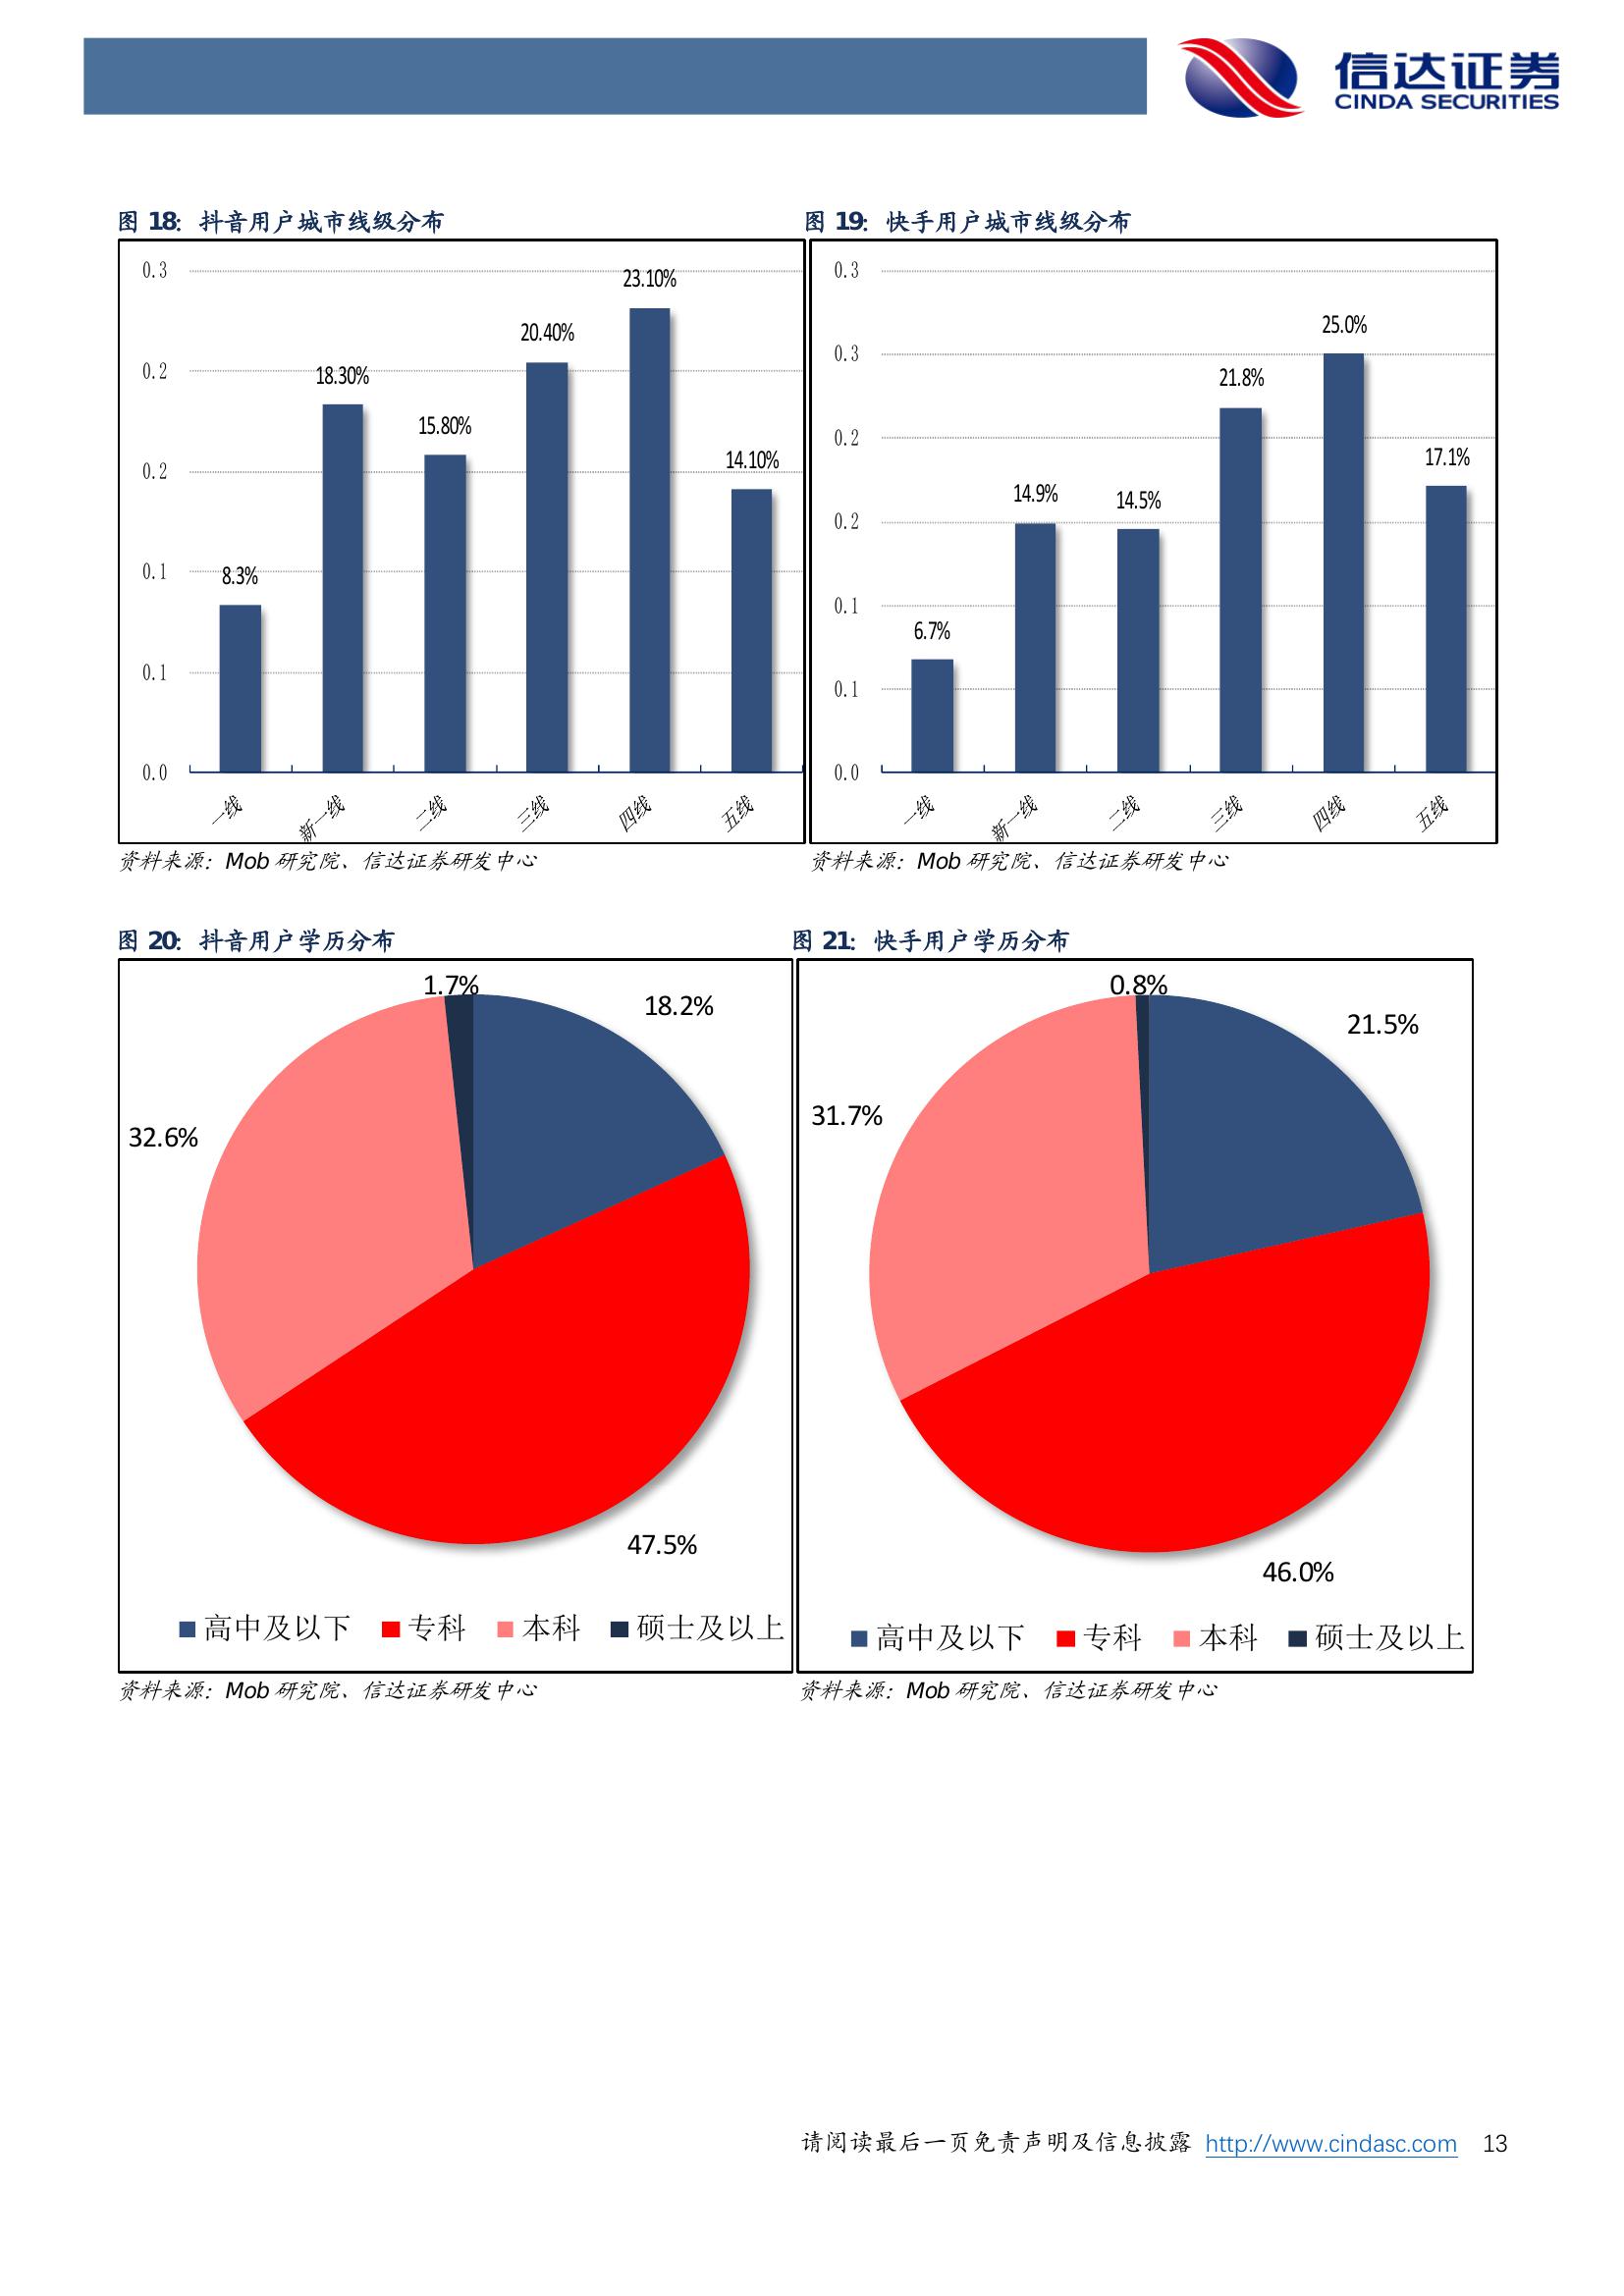 信达证券
CINDA SECURITIES
图 18: 抖音用户城市线级分布
0.3
0.2
0.2
0.1
0.1
0.0
8.3%
18.30%
15.80%
20.40%
23.10%
14.10%
一线
新一线
二线
三线
四线
五线
资料来源: Mob 研究院、信达证券研发中心
图 19: 快手用户城市线级分布
0.3
0.3
0.2
0.2
0.1
0.1
0.0
6.7%
14.9%
14.5%
21.8%
25.0%
17.1%
一线
新一线
二线
三线
四线
五线
资料来源: Mob 研究院、信达证券研发中心
图 20: 抖音用户学历分布
1.7%
18.2%
32.6%
47.5%
高中及以下 专科 本科 硕士及以上
资料来源: Mob 研究院、信达证券研发中心
图 21: 快手用户学历分布
0.8%
21.5%
31.7%
46.0%
高中及以下 专科 本科 硕士及以上
资料来源: Mob 研究院、信达证券研发中心
请阅读最后一页免责声明及信息披露 http://www.cindasc.com 13